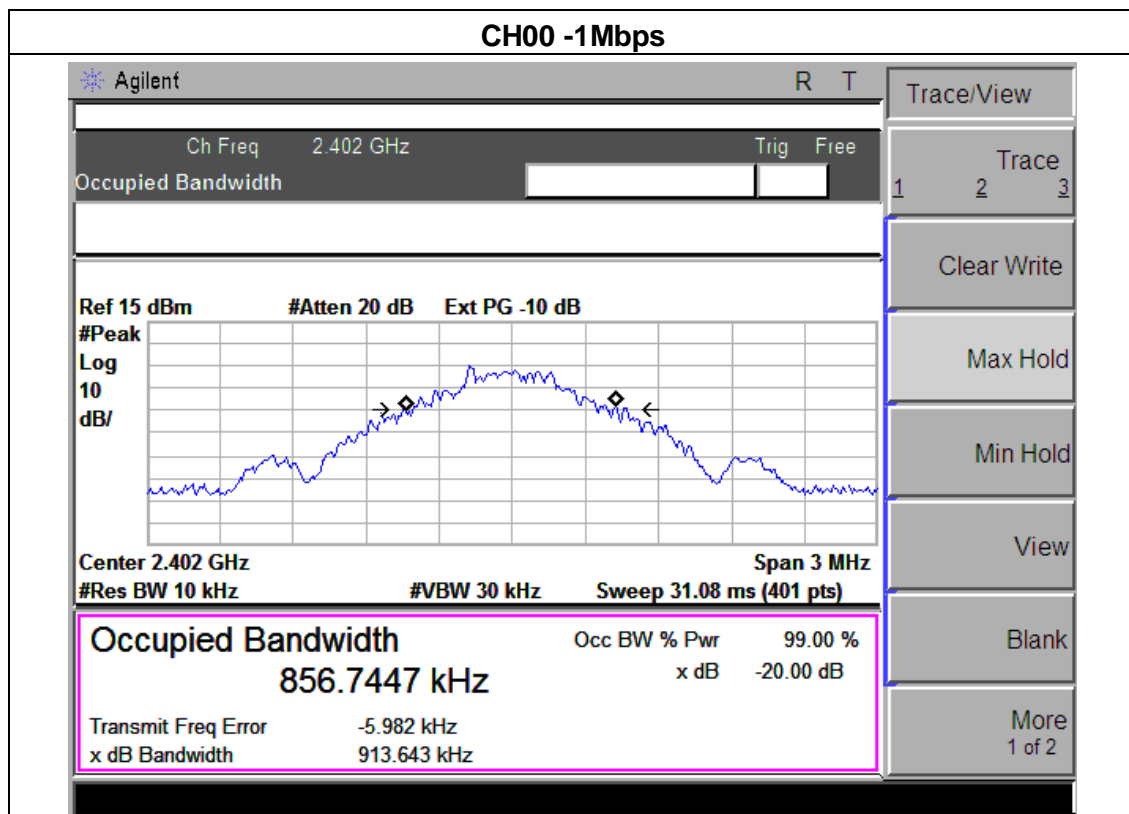 CH00 -1Mbps
Agilent R T
Trace/View
Ch Freq 2.402 GHz Trig Free
Occupied Bandwidth
Trace
1 2 3
Clear Write
Ref 15 dBm #Atten 20 dB Ext PG -10 dB
#Peak
Log
10
dB/
Max Hold
Min Hold
View
Center 2.402 GHz Span 3 MHz
#Res BW 10 kHz #VBW 30 kHz Sweep 31.08 ms (401 pts)
Occupied Bandwidth Occ BW % Pwr 99.00 %
856.7447 kHz x dB -20.00 dB
Blank
Transmit Freq Error -5.982 kHz
x dB Bandwidth 913.643 kHz
More
1 of 2